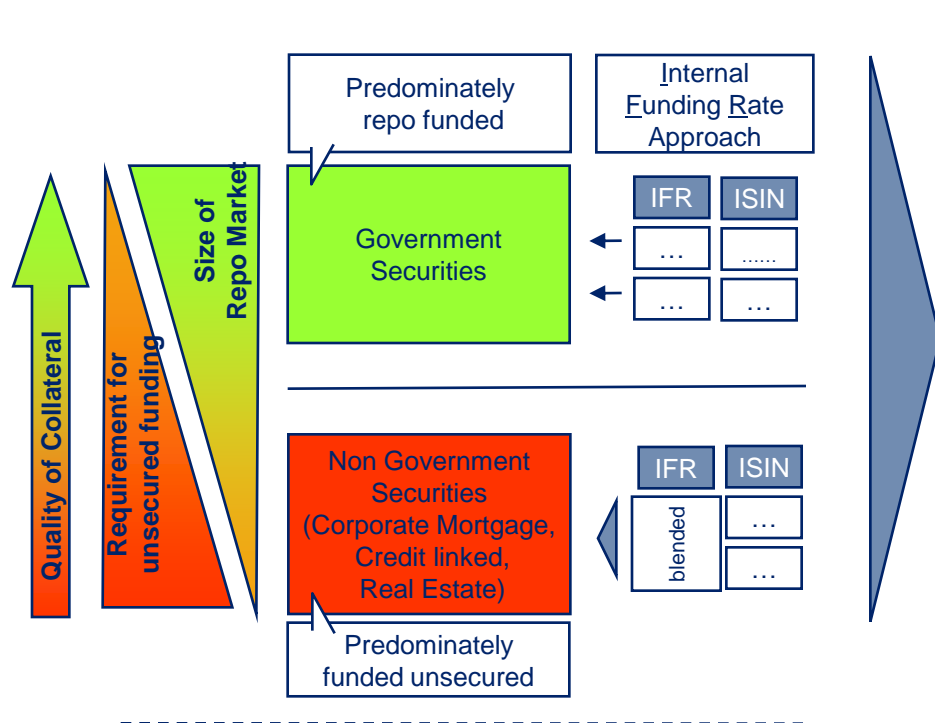 Predominately
repo funded
Internal
Funding Rate
Approach
Quality of Collateral
Requirement for
unsecured funding
Size of
Repo Market
Government
Securities
IFR
ISIN
...
......
...
...
Non Government
Securities
(Corporate Mortgage,
Credit linked,
Real Estate)
IFR
ISIN
blended
...
...
Predominately
funded unsecured